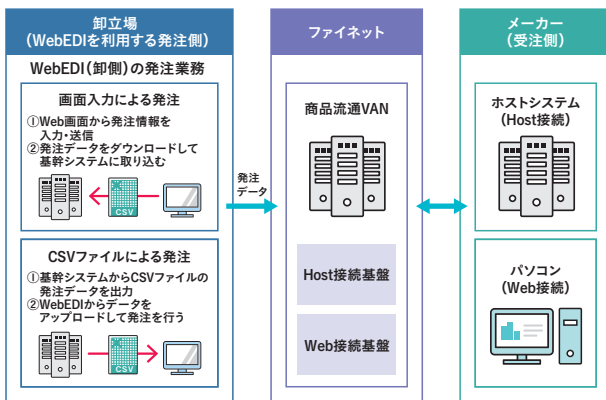 卸立場
(WebEDIを利用する発注側)
WebEDI(卸側)の発注業務
画面入力による発注
①Web画面から発注情報を
入力・送信
②発注データをダウンロードして
基幹システムに取り込む
CSV
CSVファイルによる発注
①基幹システムからCSVファイルの
発注データを出力
②WebEDIからデータを
アップロードして発注を行う
CSV
発注
データ
ファイネット
商品流通VAN
Host接続基盤
Web接続基盤
メーカー
(受注側)
ホストシステム
(Host接続)
パソコン
(Web接続)